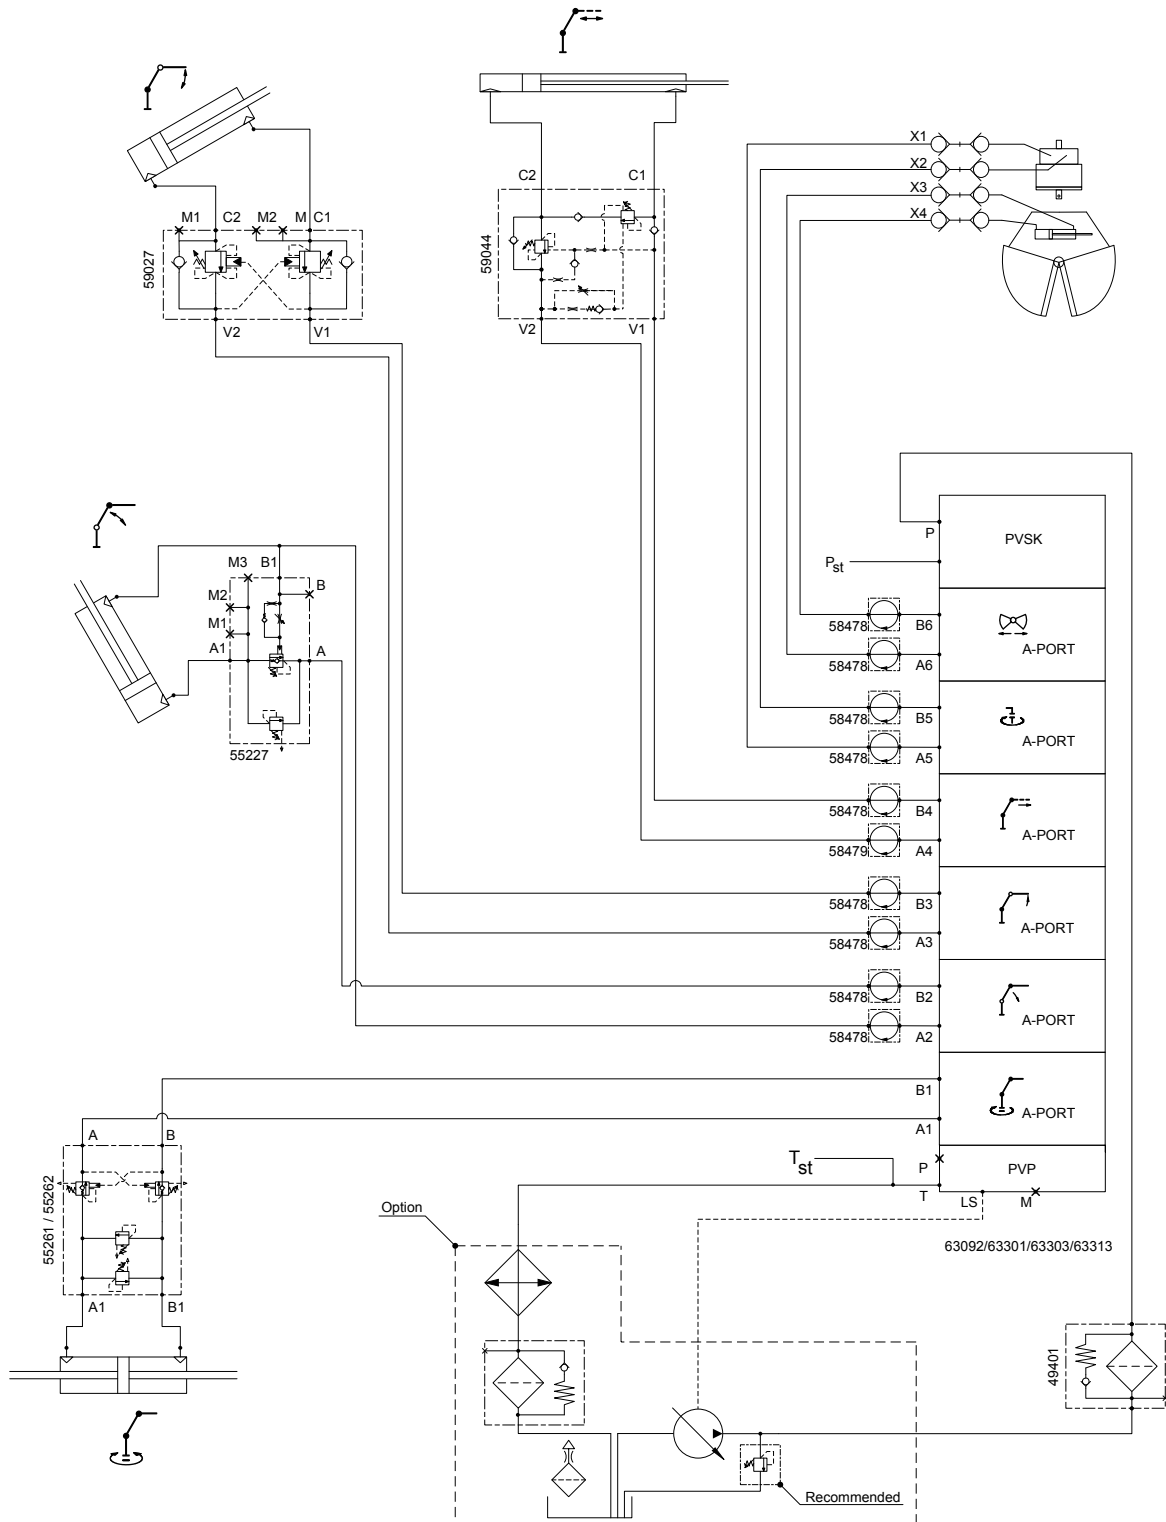 X1
X2
X3
X4
C2
C1
59044
V2
V1
M1
C2
M2
M
C1
59027
V2
V1
P
PVSK
Pst
58478
B6
A-PORT
58478
A6
58478
B5
A-PORT
58478
A5
58478
B4
A-PORT
58479
A4
58478
B3
A-PORT
58478
A3
58478
B2
A-PORT
58478
A2
B1
A-PORT
A1
M3
B1
B
M2
M1
A1
A
55227
A
B
55261 / 55262
A1
B1
Tst
P
PVP
T
LS
M
63092/63301/63303/63313
Option
49401
Recommended